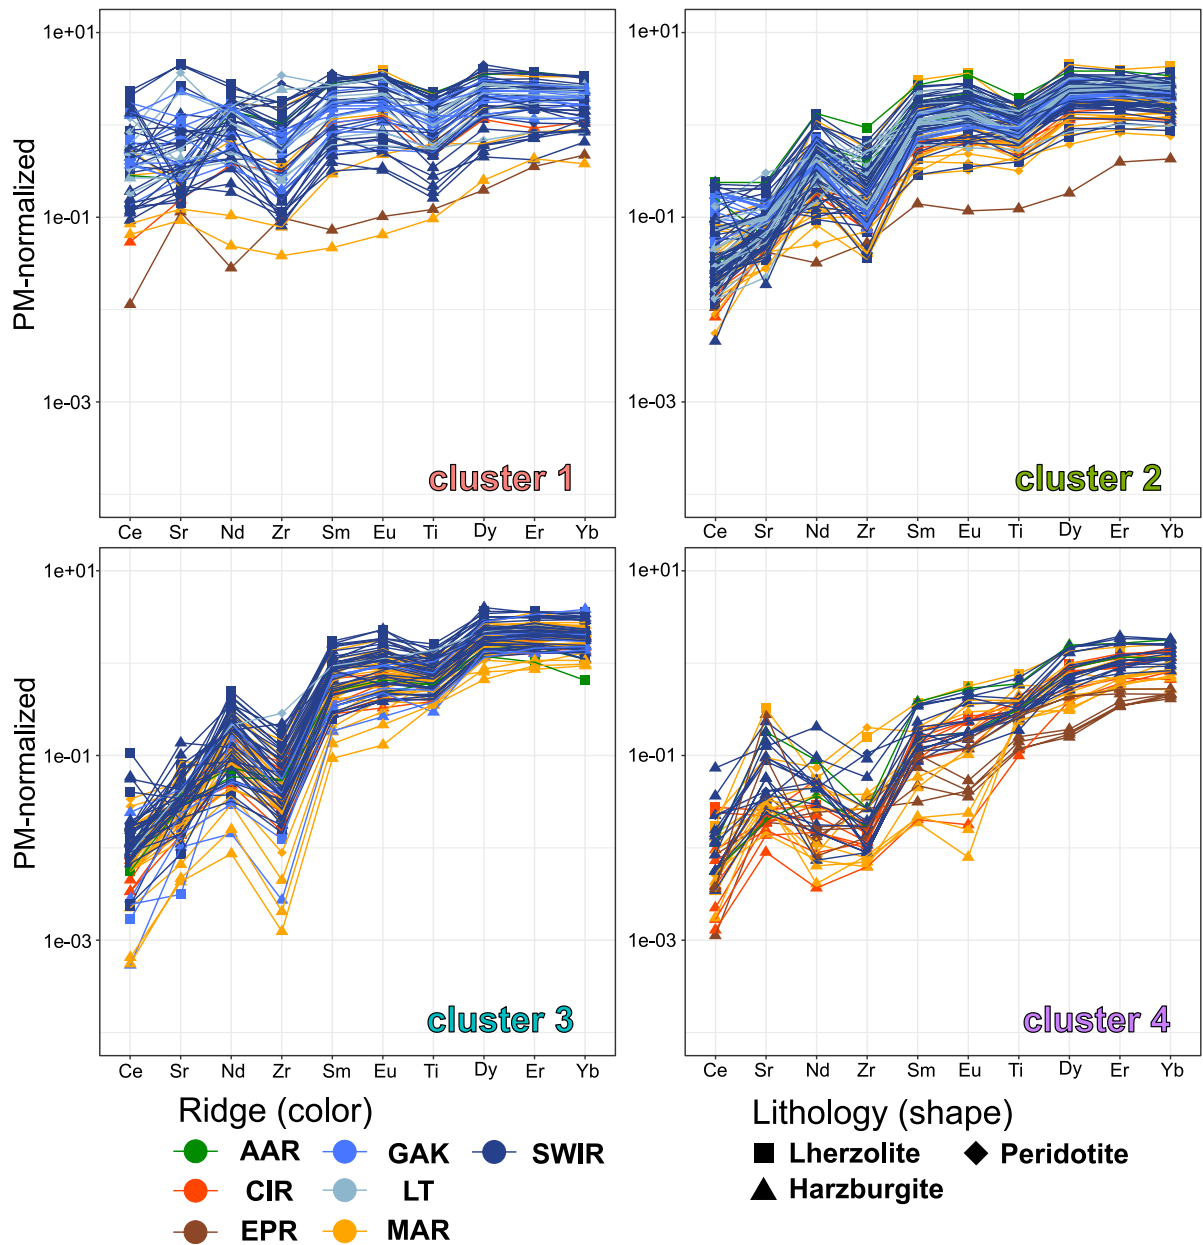 1e+01
1e-01
1e-03
PM-normalized
cluster 1
Ce Sr Nd Zr Sm Eu Ti Dy Er Yb
1e+01
1e-01
1e-03
cluster 2
Ce Sr Nd Zr Sm Eu Ti Dy Er Yb
1e+01
1e-01
1e-03
PM-normalized
cluster 3
Ce Sr Nd Zr Sm Eu Ti Dy Er Yb
1e+01
1e-01
1e-03
cluster 4
Ce Sr Nd Zr Sm Eu Ti Dy Er Yb
Ridge (color)
AAR GAK SWIR
CIR LT
EPR MAR
Lithology (shape)
Lherzolite Peridotite
Harzburgite